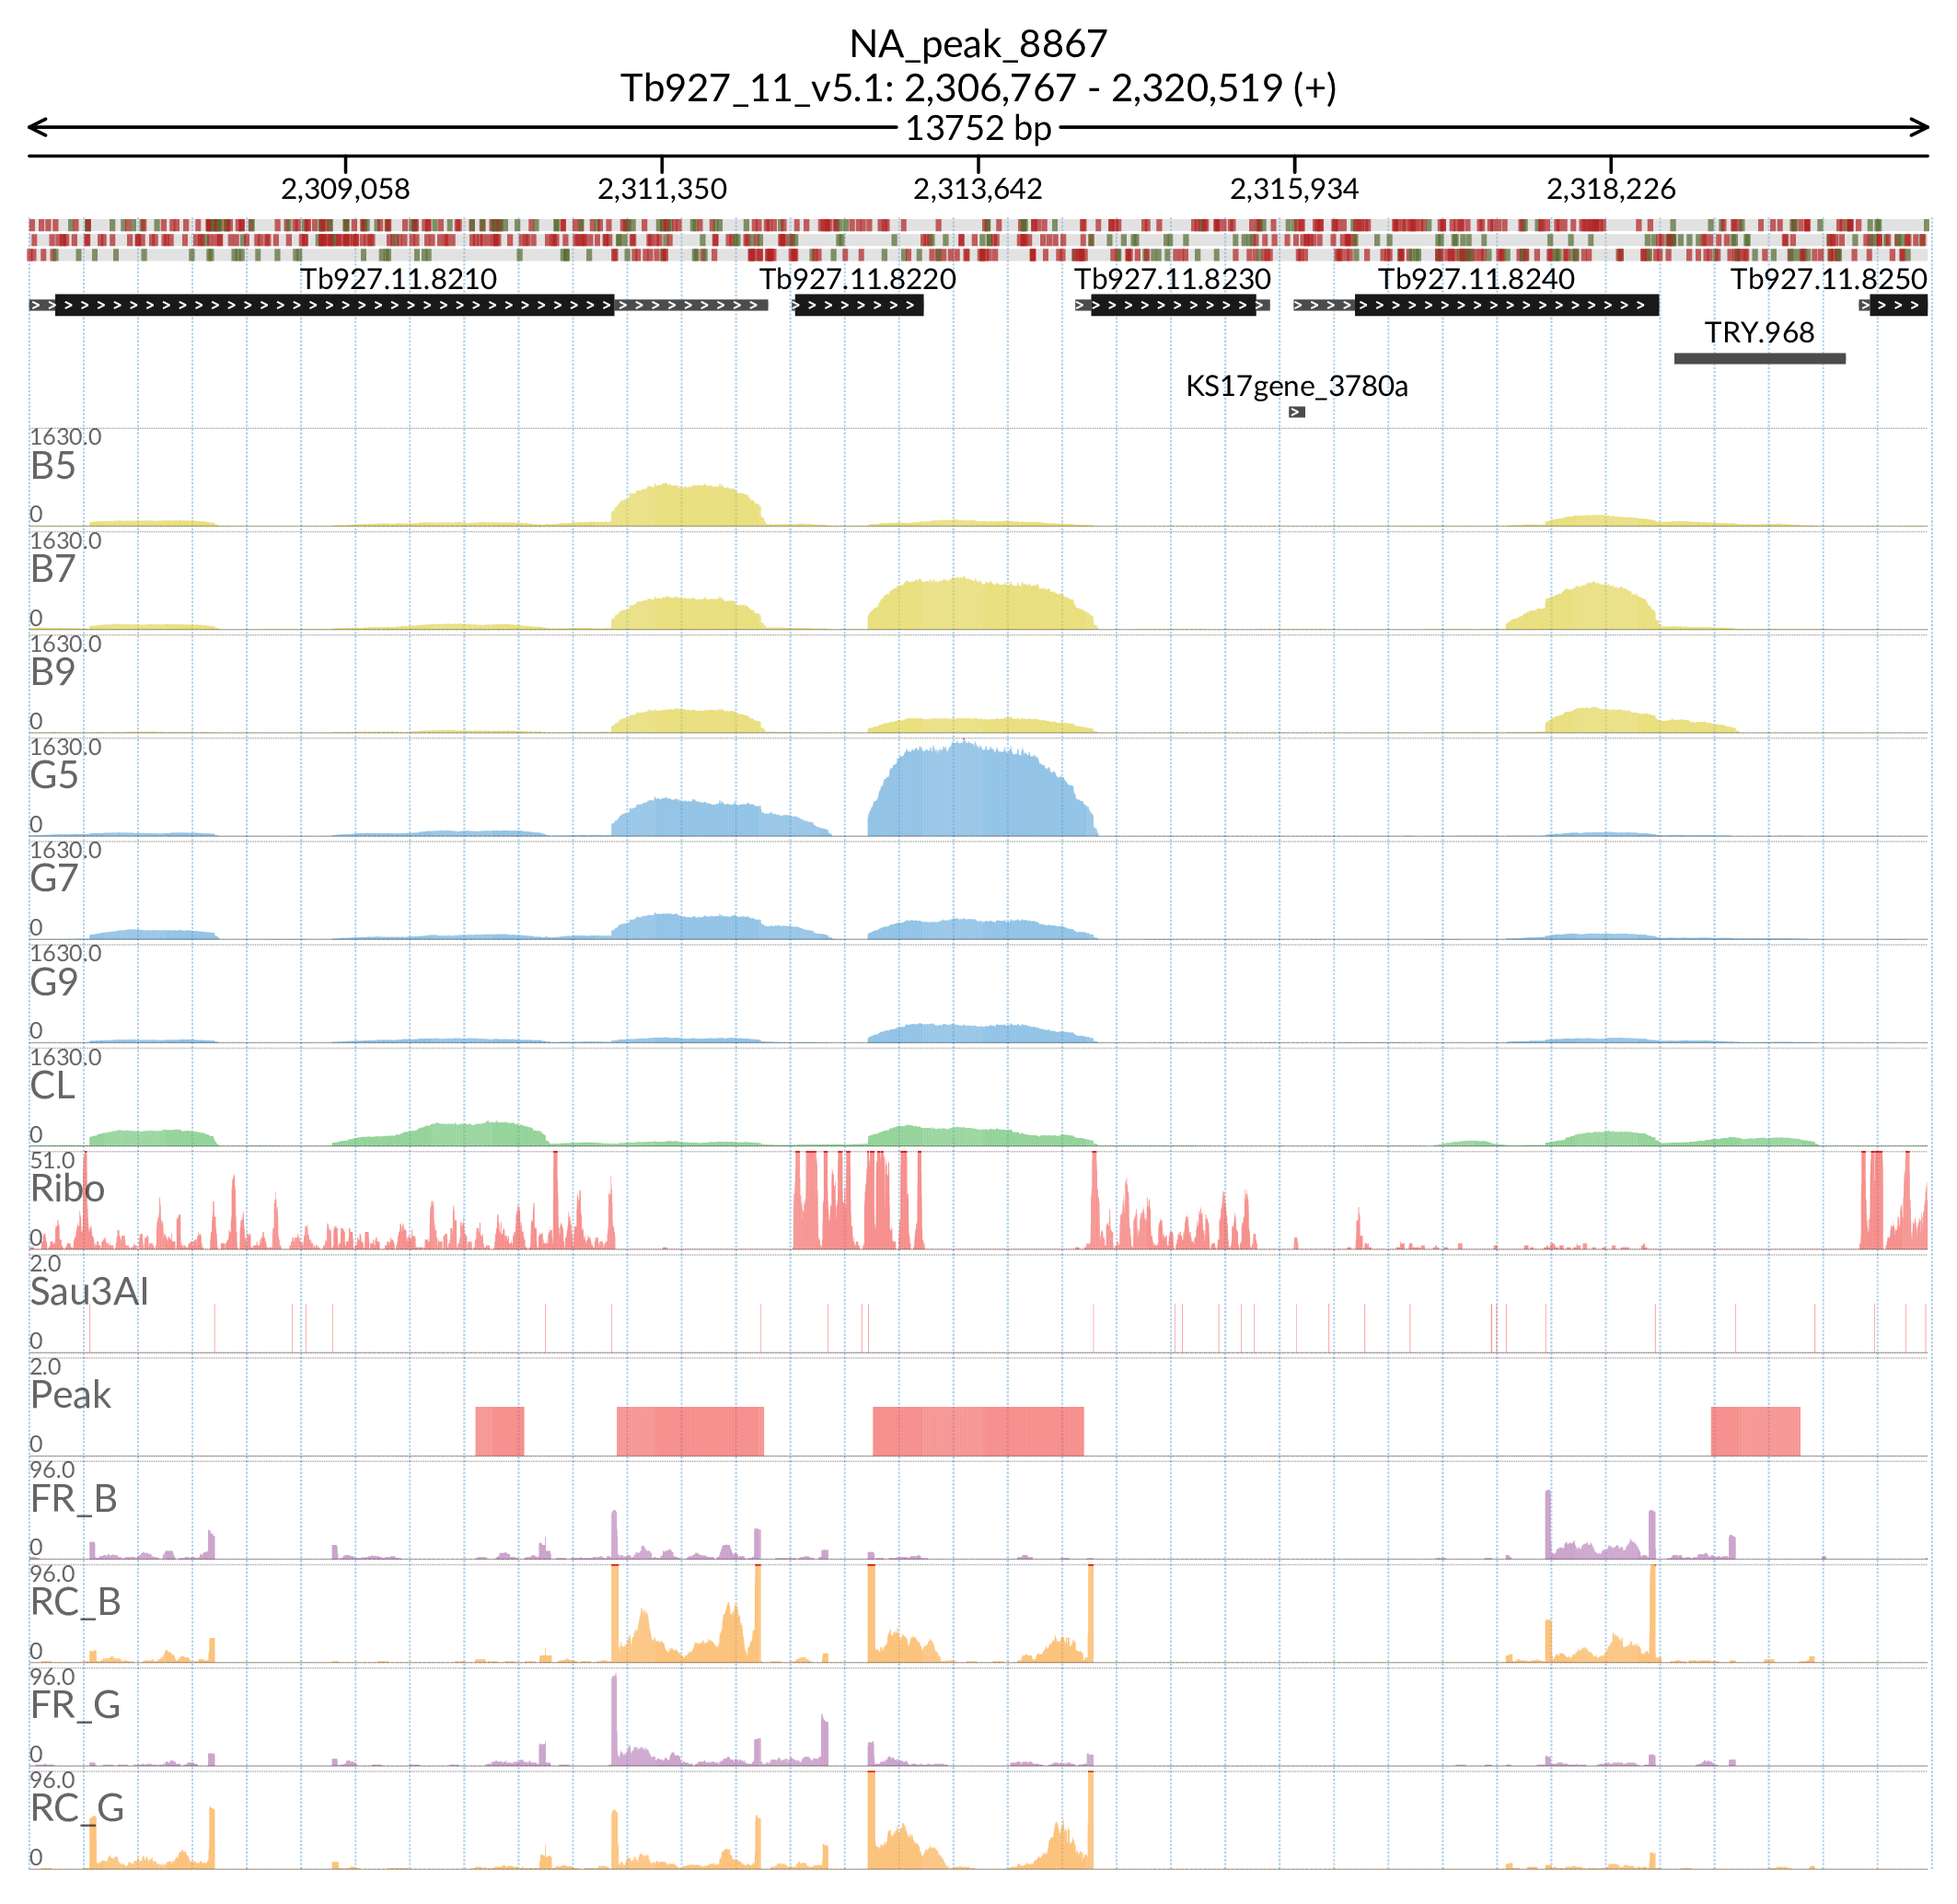 NA_peak_8867
Tb927_11_v5.1: 2,306,767 - 2,320,519 (+)
13752 bp
2,309,058 2,311,350 2,313,642 2,315,934 2,318,226
Tb927.11.8210 Tb927.11.8220 Tb927.11.8230 Tb927.11.8240 Tb927.11.8250
TRY.968
KS17gene_3780a
1630.0
B5
0
1630.0
B7
0
1630.0
B9
0
1630.0
G5
0
1630.0
G7
0
1630.0
G9
0
1630.0
CL
0
51.0
Ribo
0
2.0
Sau3AI
0
2.0
Peak
0
96.0
FR_B
0
96.0
RC_B
0
96.0
FR_G
0
96.0
RC_G
0